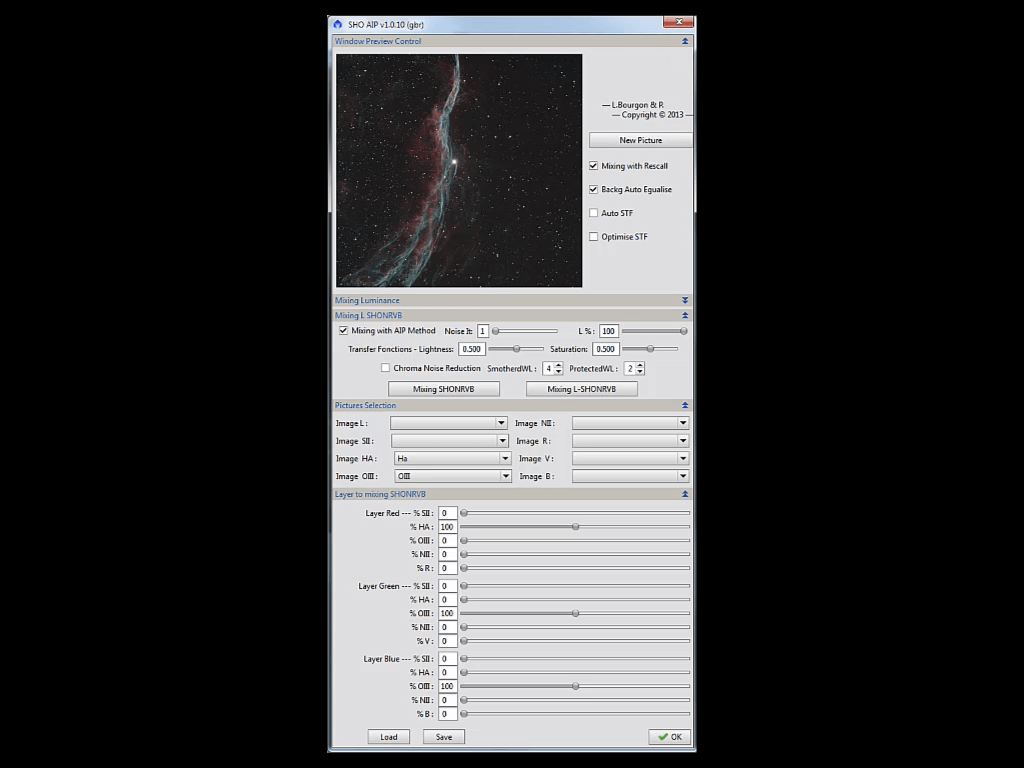 SHO AIP v1.0.10 (gbr)
Window Preview Control
— L.Bourgon & R
— Copyright © 2013 —
New Picture
Mixing with Rescall
Backg Auto Equalise
Auto STF
Optimise STF
Mixing Luminance
Mixing L SHONRVB
Mixing with AIP Method Noise It: 1 L %: 100
Transfer Fonctions - Lightness: 0.500 Saturation: 0.500
Chroma Noise Reduction SmotherdWL: 4 ProtectedWL: 2
Mixing SHONRVB Mixing L-SHONRVB
Pictures Selection
Image L: Image NII:
Image SII: Image R:
Image HA: Ha Image V:
Image OIII: OIII Image B:
Layer to mixing SHONRVB
Layer Red --- % SII: 0
% HA: 100
% OIII: 0
% NII: 0
% R: 0
Layer Green --- % SII: 0
% HA: 0
% OIII: 100
% NII: 0
% V: 0
Layer Blue --- % SII: 0
% HA: 0
% OIII: 100
% NII: 0
% B: 0
Load Save OK